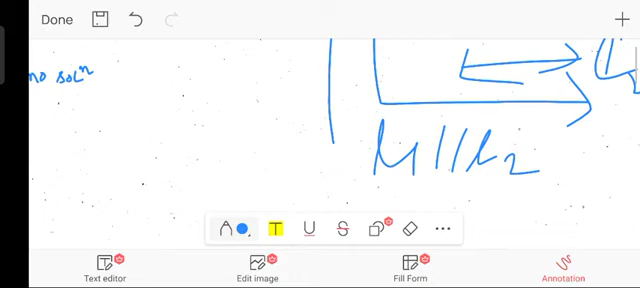 Done
no solⁿ
L1 // L2
T U S
Text editor
Edit image
Fill Form
Annotation